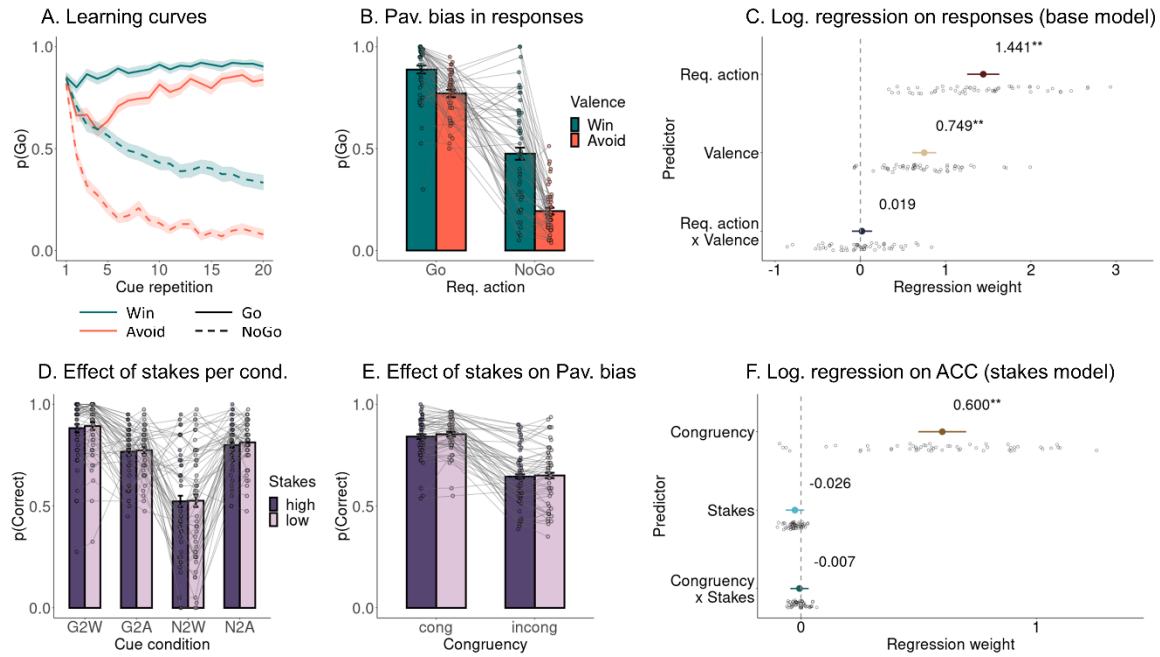 A. Learning curves
p(Go)
1.0
0.5
0.0
1 5 10 15 20
Cue repetition
Win Go
Avoid NoGo
B. Pav. bias in responses
p(Go)
1.0
0.5
0.0
Go NoGo
Req. action
Valence
Win
Avoid
C. Log. regression on responses (base model)
Predictor
1.441**
Req. action
0.749**
Valence
0.019
Req. action
x Valence
-1 0 1 2 3
Regression weight
D. Effect of stakes per cond.
p(Correct)
1.0
0.5
0.0
G2W G2A N2W N2A
Cue condition
Stakes
high
low
E. Effect of stakes on Pav. bias
p(Correct)
1.0
0.5
0.0
cong incong
Congruency
F. Log. regression on ACC (stakes model)
Predictor
0.600**
Congruency
-0.026
Stakes
-0.007
Congruency
x Stakes
0 1
Regression weight